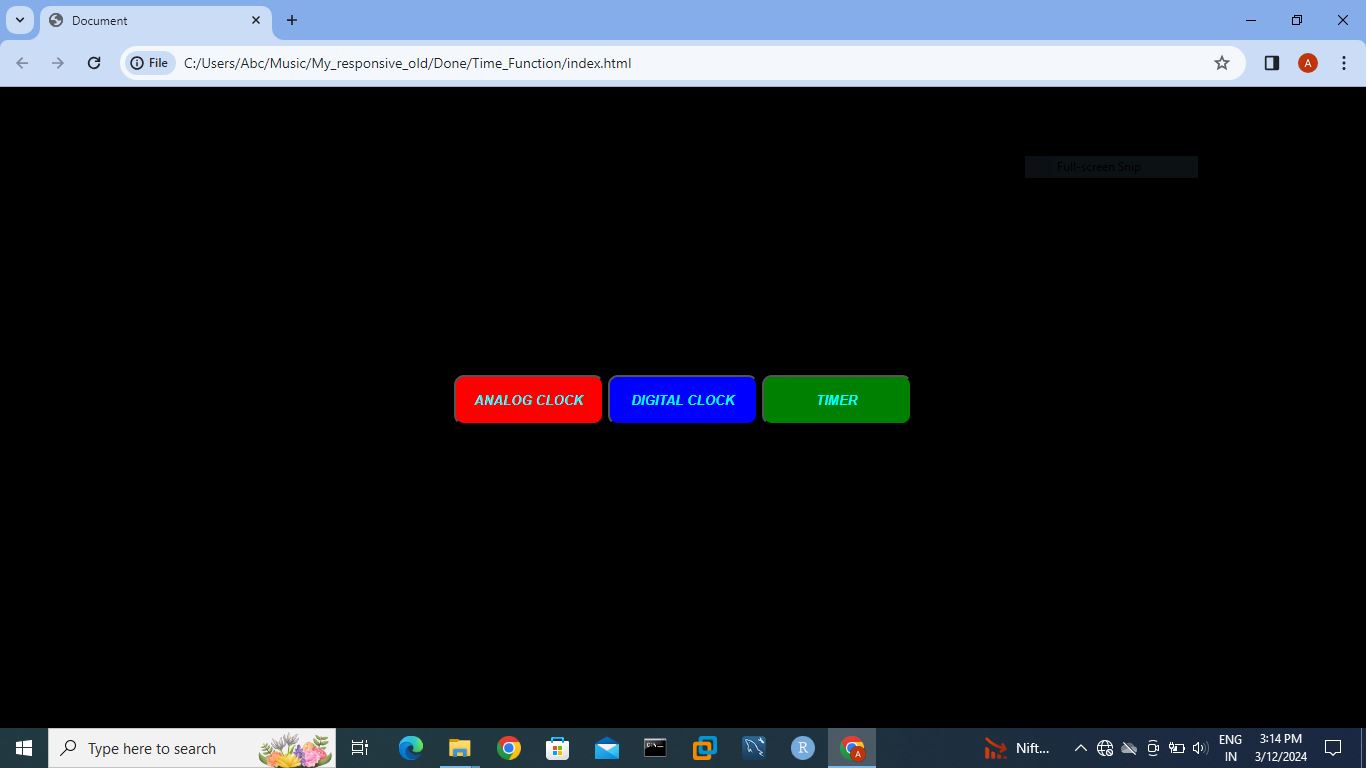 Document
File
C:/Users/Abc/Music/My_responsive_old/Done/Time_Function/index.html
A
Full-screen Snip
ANALOG CLOCK
DIGITAL CLOCK
TIMER
Type here to search
R
A
Nift...
ENG
IN
3:14 PM
3/12/2024